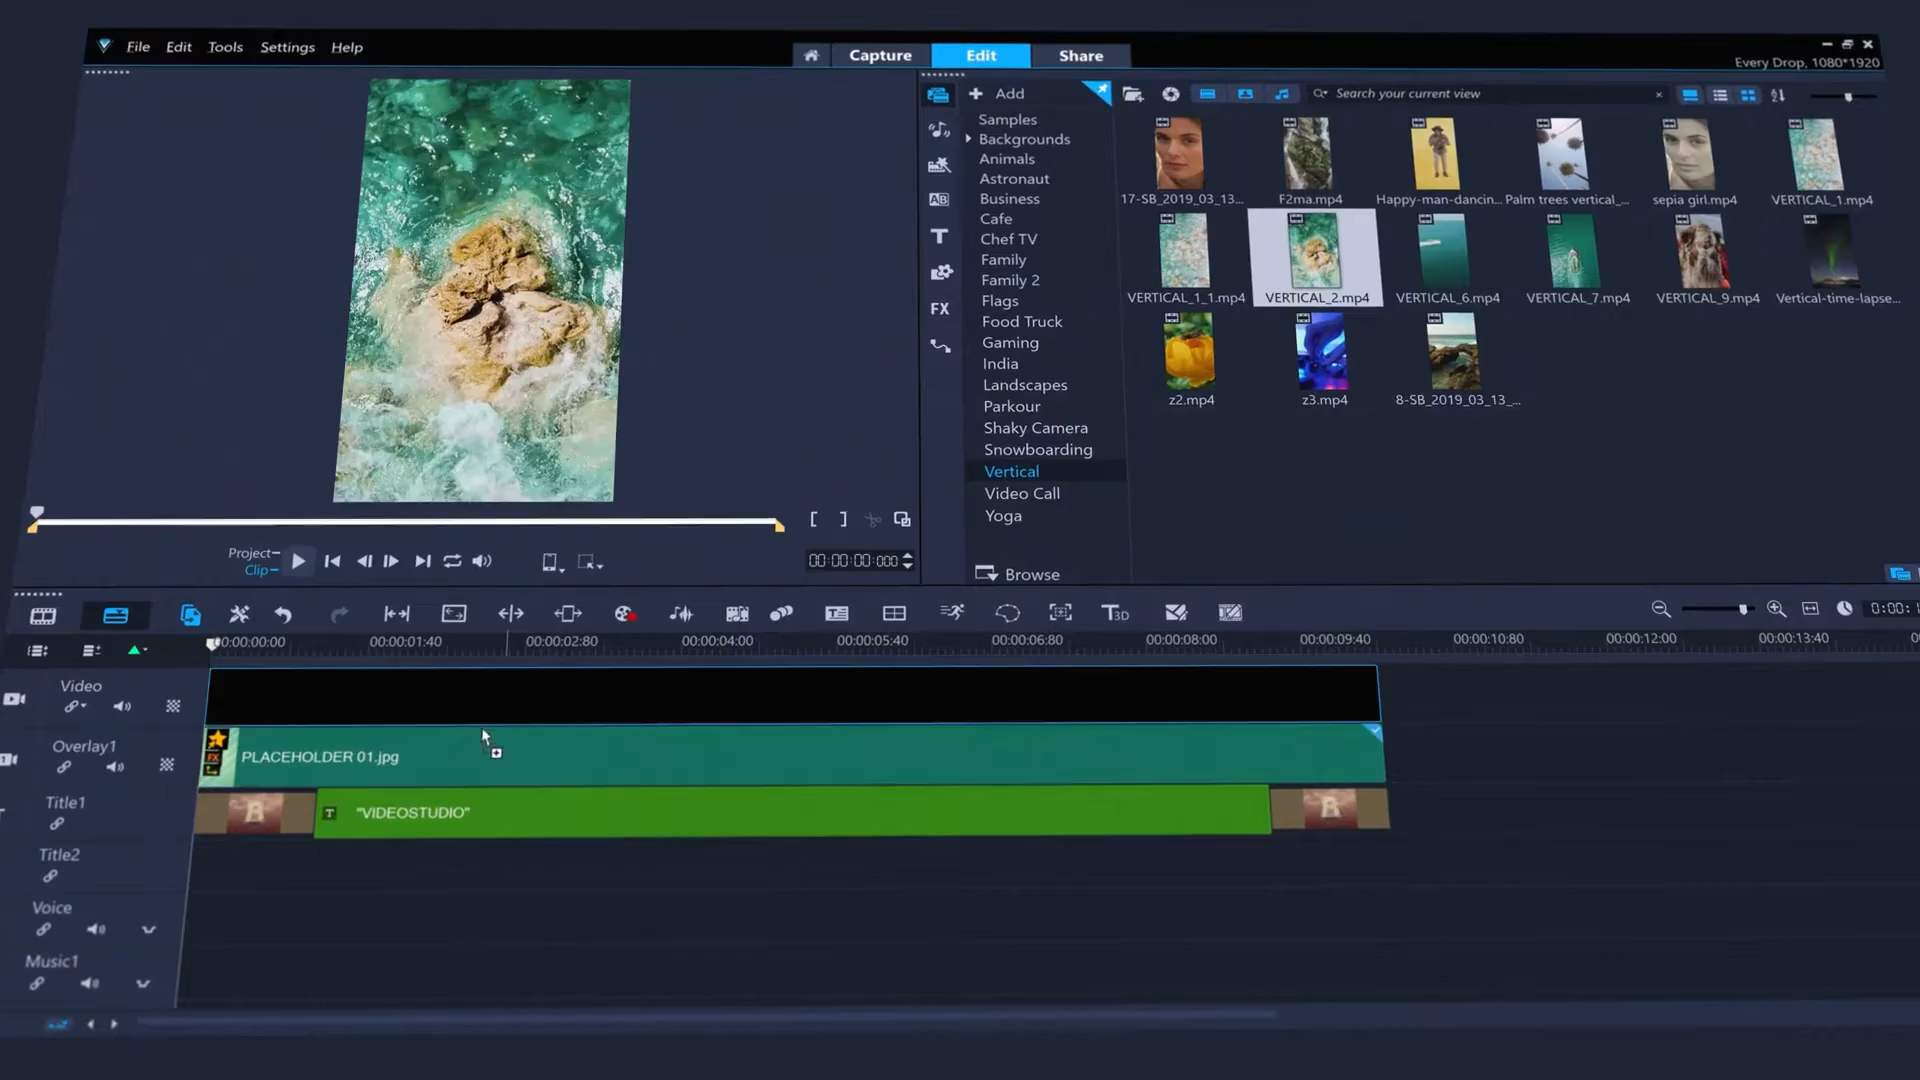 File Edit Tools Settings Help
Capture Edit Share
Every Drop, 1080*1920
Add
Search your current view
Samples
Backgrounds
Animals
Astronaut
Business
Cafe
Chef TV
Family
Family 2
Flags
Food Truck
Gaming
India
Landscapes
Parkour
Shaky Camera
Snowboarding
Vertical
Video Call
Yoga
Browse
17-SB_2019_03_13... F2ma.mp4 Happy-man-dancin... Palm trees vertical_... sepia girl.mp4 VERTICAL_1.mp4
VERTICAL_1_1.mp4 VERTICAL_2.mp4 VERTICAL_6.mp4 VERTICAL_7.mp4 VERTICAL_9.mp4 Vertical-time-lapse...
z2.mp4 z3.mp4 8-SB_2019_03_13_...
AB
T
FX
Project
Clip
[ ]
00:00:00:000
T3D
0:00:
00:00:00:00 00:00:01:40 00:00:02:80 00:00:04:00 00:00:05:40 00:00:06:80 00:00:08:00 00:00:09:40 00:00:10:80 00:00:12:00 00:00:13:40
Video
Overlay1
FX
PLACEHOLDER 01.jpg
Title1
T "VIDEOSTUDIO"
B B
Title2
Voice
Music1